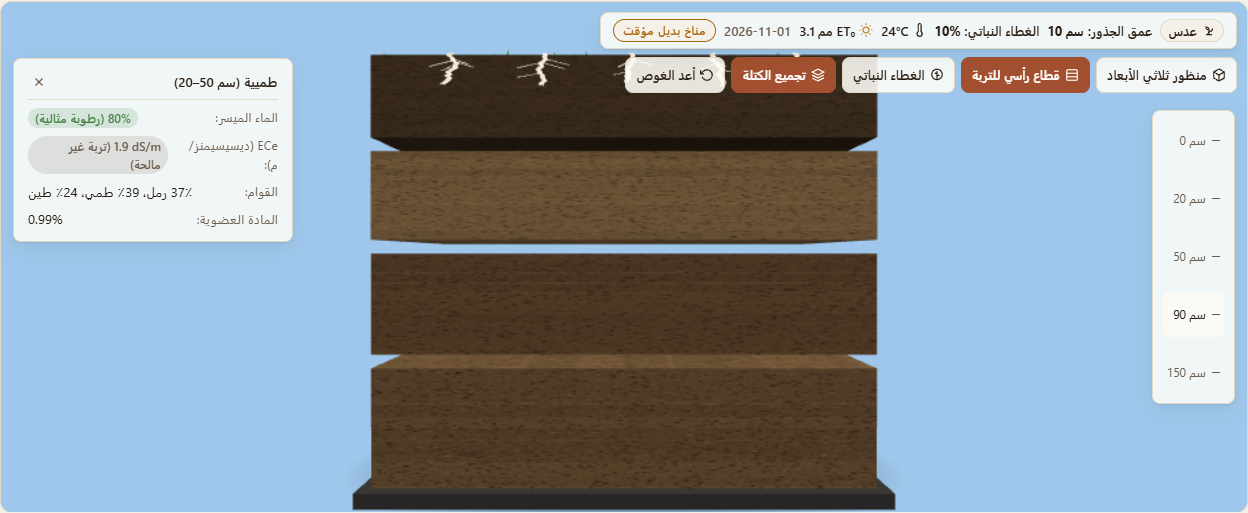 عدس عمق الجذور: 10 سم الغطاء النباتي: 10% 24°C ET₀ 3.1 مم 2026-11-01 مناخ بديل مؤقت
منظور ثلاثي الأبعاد
قطاع رأسي للتربة
الغطاء النباتي
تجميع الكتلة
أعد الغوص
طميية (20–50 سم) ×
الماء الميسر: 80% (رطوبة مثالية)
ECe (ديسيسيمنز/م): 1.9 dS/m (تربة غير مالحة)
القوام: 37٪ رمل، 39٪ طمي، 24٪ طين
المادة العضوية: 0.99%
0 سم
20 سم
50 سم
90 سم
150 سم